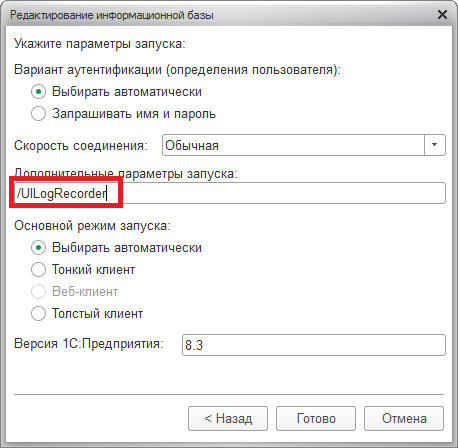 Редактирование информационной базы
Укажите параметры запуска:
Вариант аутентификации (определения пользователя):
Выбирать автоматически
Запрашивать имя и пароль
Скорость соединения: Обычная
Дополнительные параметры запуска:
/UILogRecorder
Основной режим запуска:
Выбирать автоматически
Тонкий клиент
Веб-клиент
Толстый клиент
Версия 1С:Предприятия: 8.3
< Назад Готово Отмена